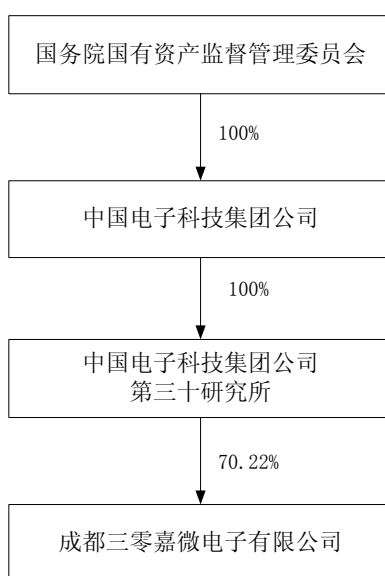 国务院国有资产监督管理委员会
100%
中国电子科技集团公司
100%
中国电子科技集团公司
第三十研究所
70.22%
成都三零嘉微电子有限公司